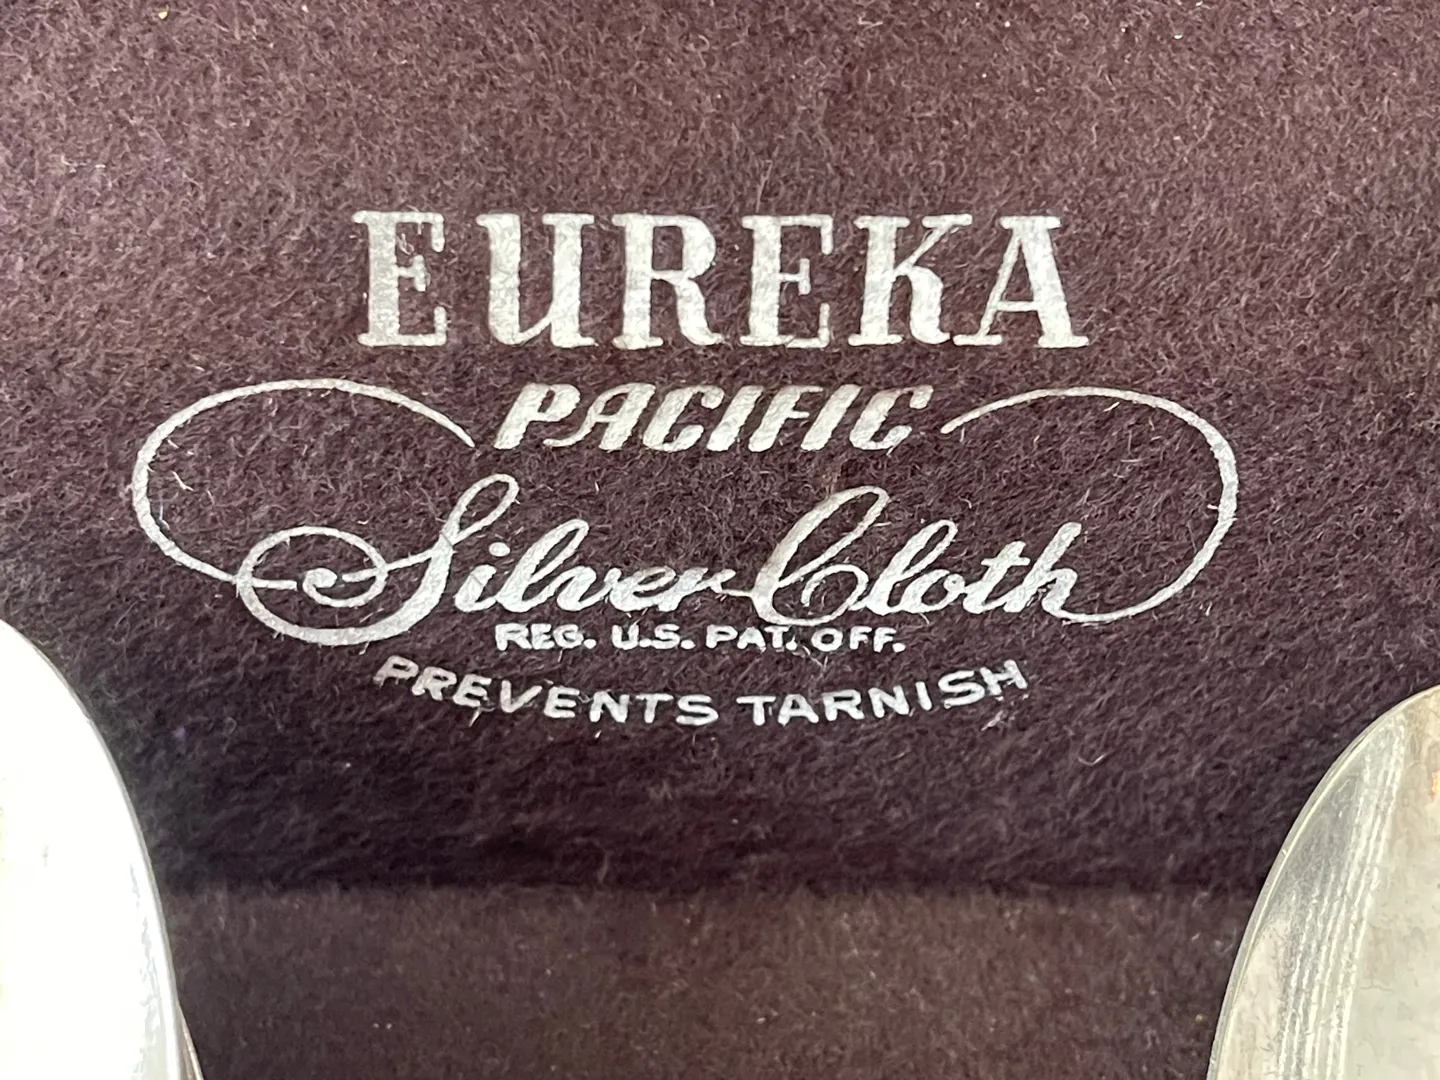 EUREKA
PACIFIC
Silver Cloth
REG. U.S. PAT. OFF.
PREVENTS TARNISH